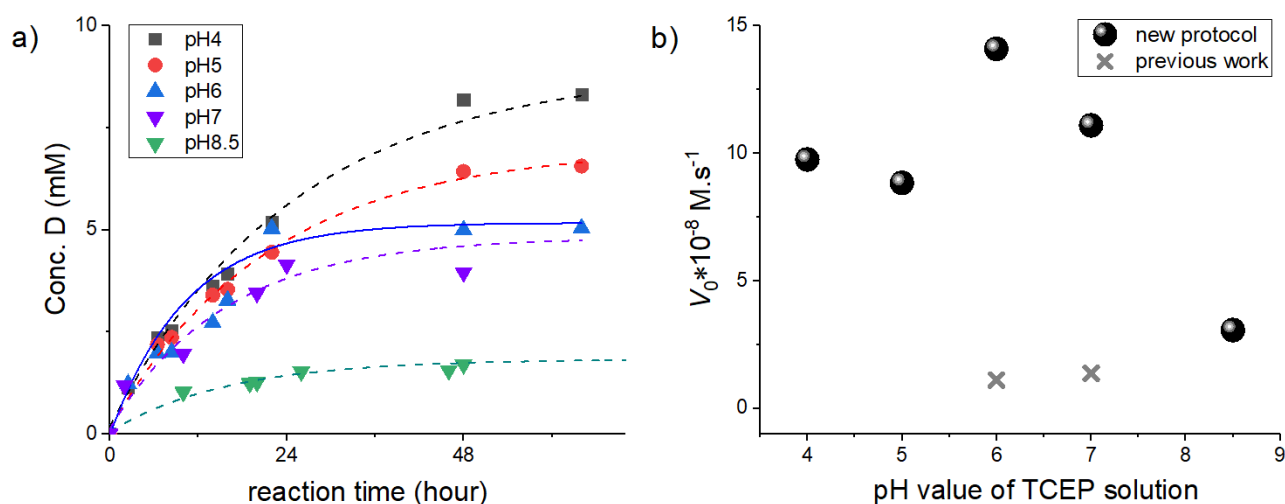 a)
pH4
pH5
pH6
pH7
pH8.5
10
5
0
Conc. D (mM)
0
24
48
reaction time (hour)
b)
new protocol
previous work
15
10
5
0
V₀*10⁻⁸ M.s⁻¹
4
5
6
7
8
9
pH value of TCEP solution